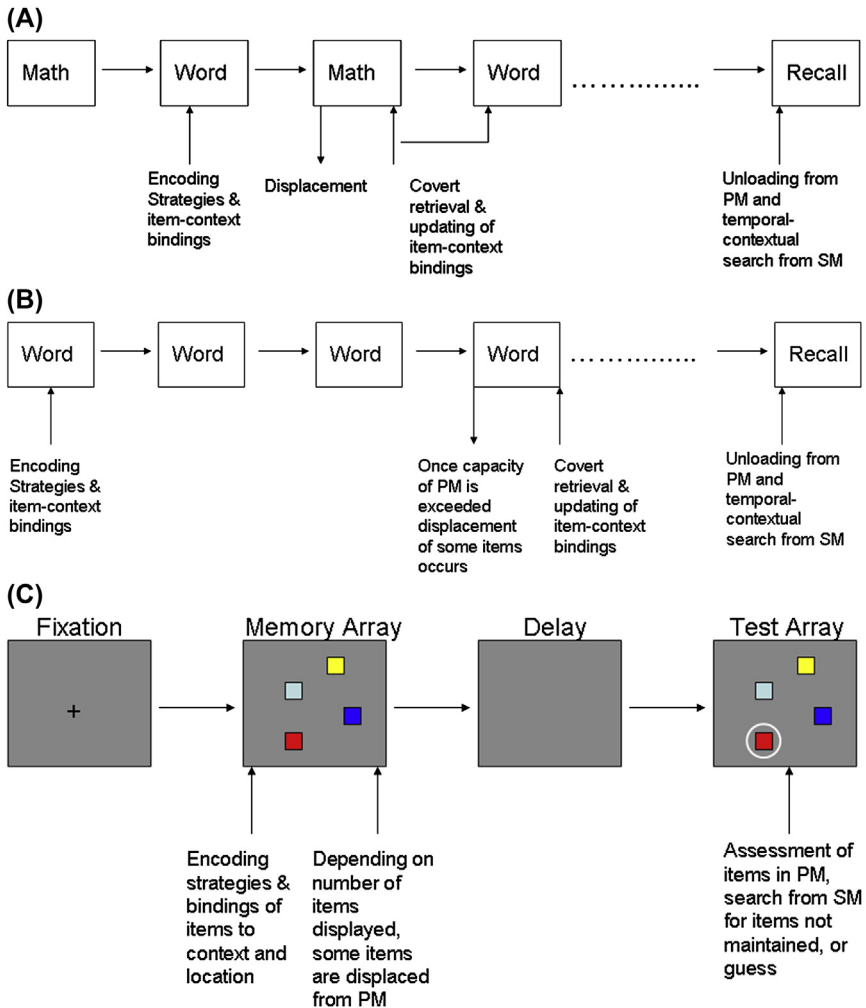 (A)
Math
Word
Math
Word
Recall
Encoding
Strategies &
item-context
bindings
Displacement
Covert
retrieval &
updating of
item-context
bindings
Unloading from
PM and
temporal-
contextual
search from SM
(B)
Word
Word
Word
Word
Recall
Encoding
Strategies &
item-context
bindings
Once capacity
of PM is
exceeded
displacement
of some items
occurs
Covert
retrieval &
updating of
item-context
bindings
Unloading from
PM and
temporal-
contextual
search from SM
(C)
Fixation
Memory Array
Delay
Test Array
Encoding
strategies &
bindings of
items to
context and
location
Depending on
number of
items
displayed,
some items
are displaced
from PM
Assessment of
items in PM,
search from SM
for items not
maintained, or
guess